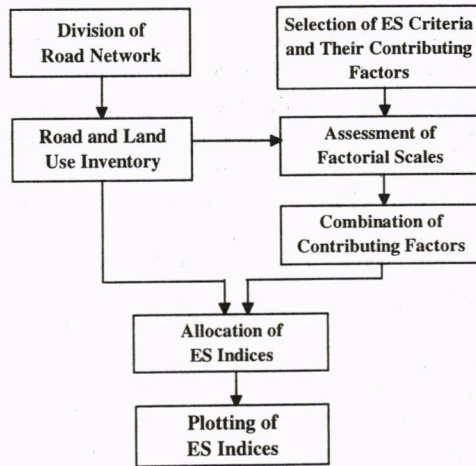 Division of
Road Network
Selection of ES Criteria
and Their Contributing
Factors
Road and Land
Use Inventory
Assessment of
Factorial Scales
Combination of
Contributing Factors
Allocation of
ES Indices
Plotting of
ES Indices